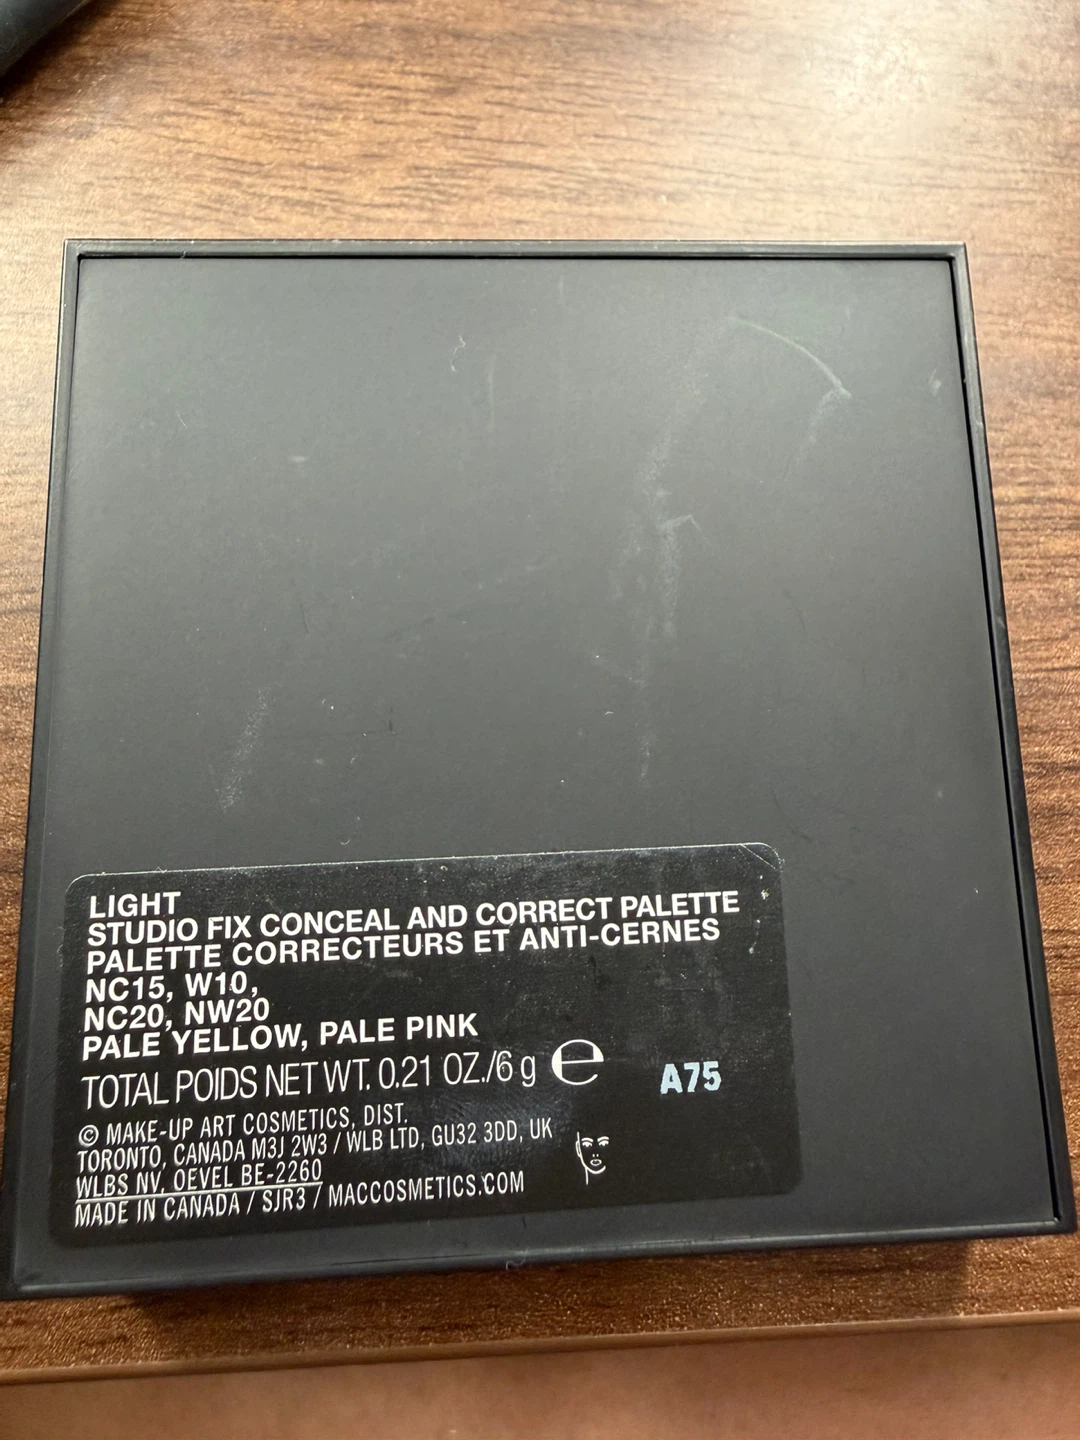 LIGHT
STUDIO FIX CONCEAL AND CORRECT PALETTE
PALETTE CORRECTEURS ET ANTI-CERNES
NC15, W10,
NC20, NW20
PALE YELLOW, PALE PINK
TOTAL POIDS NET WT. 0.21 OZ./6 g ℮
A75
© MAKE-UP ART COSMETICS, DIST.
TORONTO, CANADA M3J 2W3 / WLB LTD, GU32 3DD, UK
WLBS NV, OEVEL BE-2260
MADE IN CANADA / SJR3 / MACCOSMETICS.COM